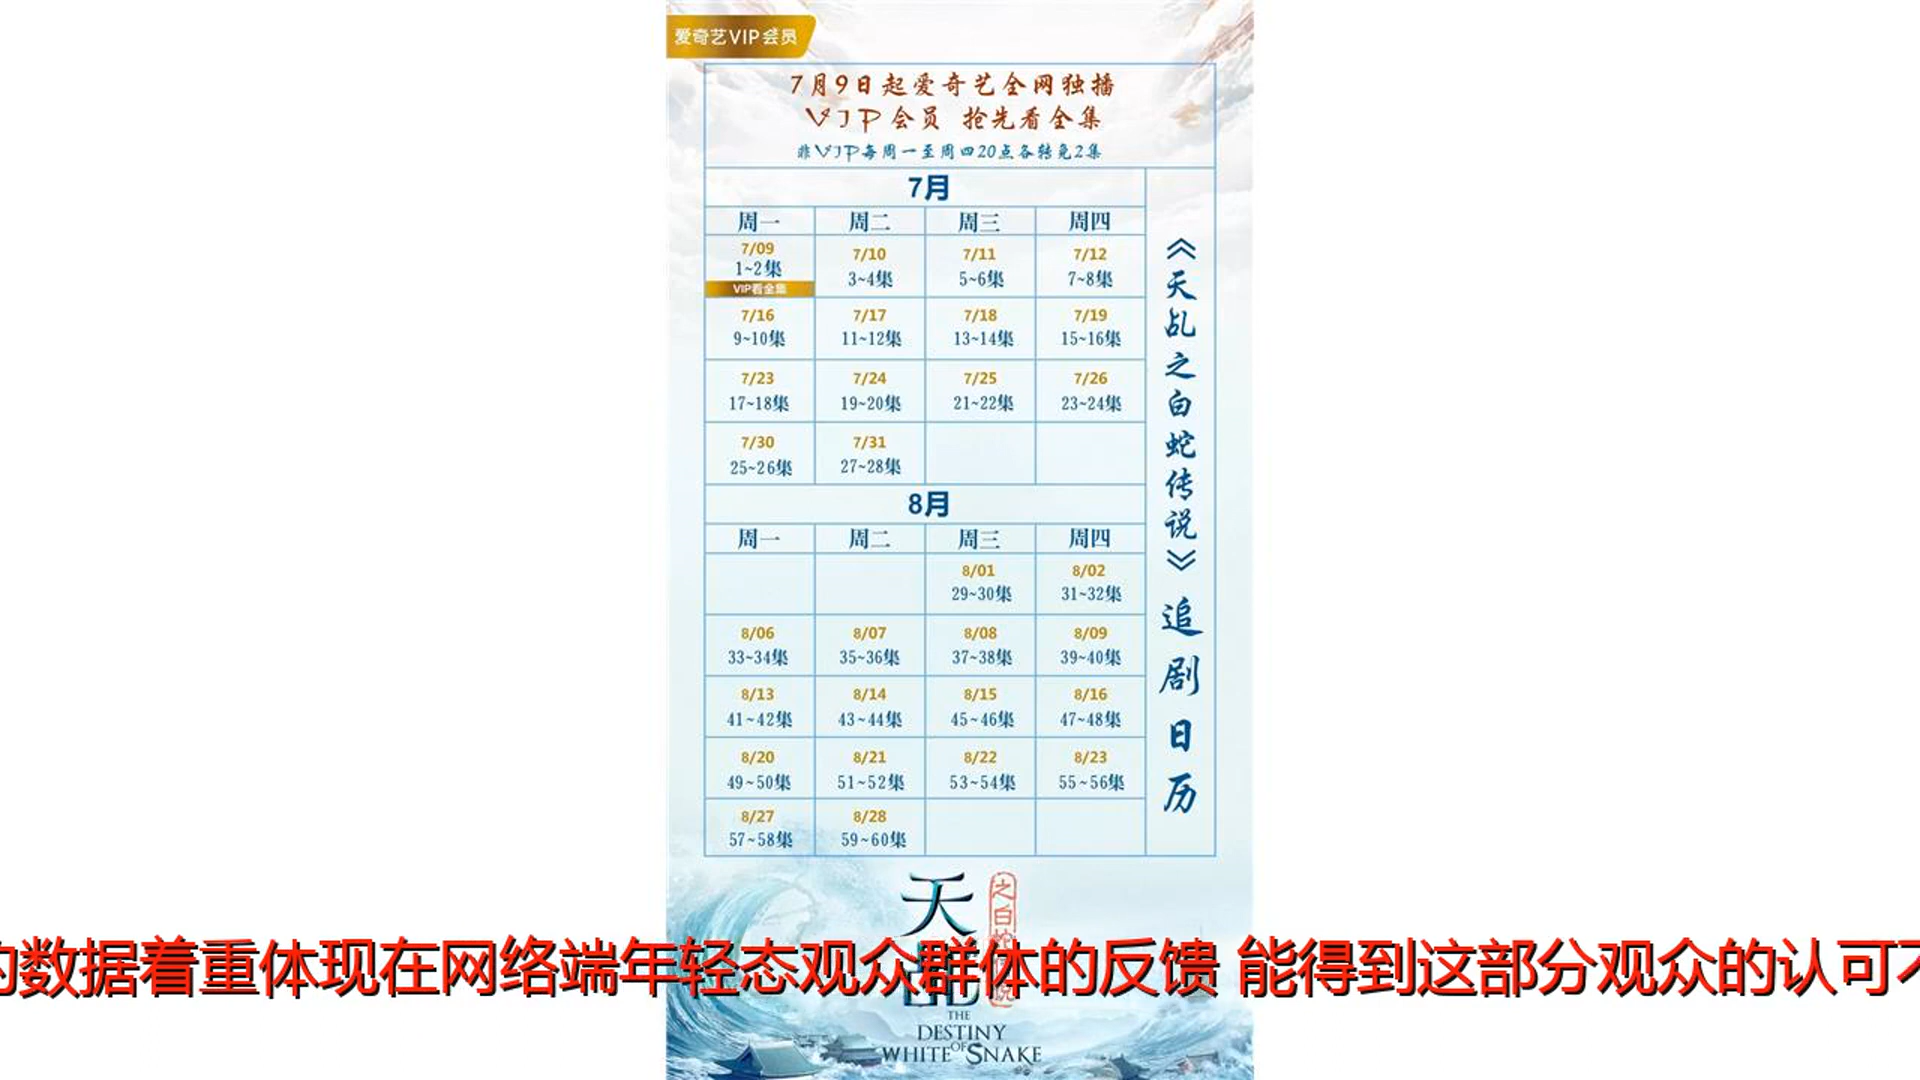 爱奇艺VIP会员
7月9日起爱奇艺全网独播
VIP会员 抢先看全集
非VIP每周一至周四20点各转免2集
7月
周一 周二 周三 周四
7/09 7/10 7/11 7/12
1~2集 3~4集 5~6集 7~8集
VIP看全集
7/16 7/17 7/18 7/19
9~10集 11~12集 13~14集 15~16集
7/23 7/24 7/25 7/26
17~18集 19~20集 21~22集 23~24集
7/30 7/31
25~26集 27~28集
8月
周一 周二 周三 周四
8/01 8/02
29~30集 31~32集
8/06 8/07 8/08 8/09
33~34集 35~36集 37~38集 39~40集
8/13 8/14 8/15 8/16
41~42集 43~44集 45~46集 47~48集
8/20 8/21 8/22 8/23
49~50集 51~52集 53~54集 55~56集
8/27 8/28
57~58集 59~60集
《天乩之白蛇传说》追剧日历
天乩
之白蛇传说
的数据着重体现在网络端年轻态观众群体的反馈 能得到这部分观众的认可不
THE
DESTINY
OF
WHITE SNAKE